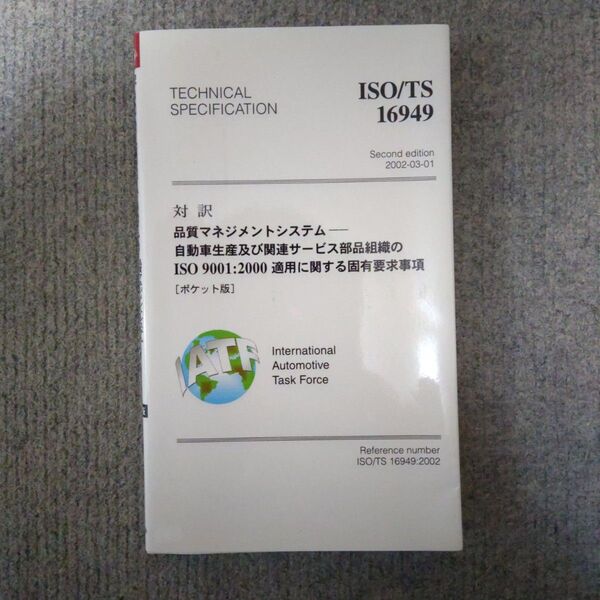 TECHNICAL
SPECIFICATION
ISO/TS
16949
Second edition
2002-03-01
対訳
品質マネジメントシステム——
自動車生産及び関連サービス部品組織の
ISO 9001:2000 適用に関する固有要求事項
[ポケット版]
IATF
International
Automotive
Task Force
Reference number
ISO/TS 16949:2002